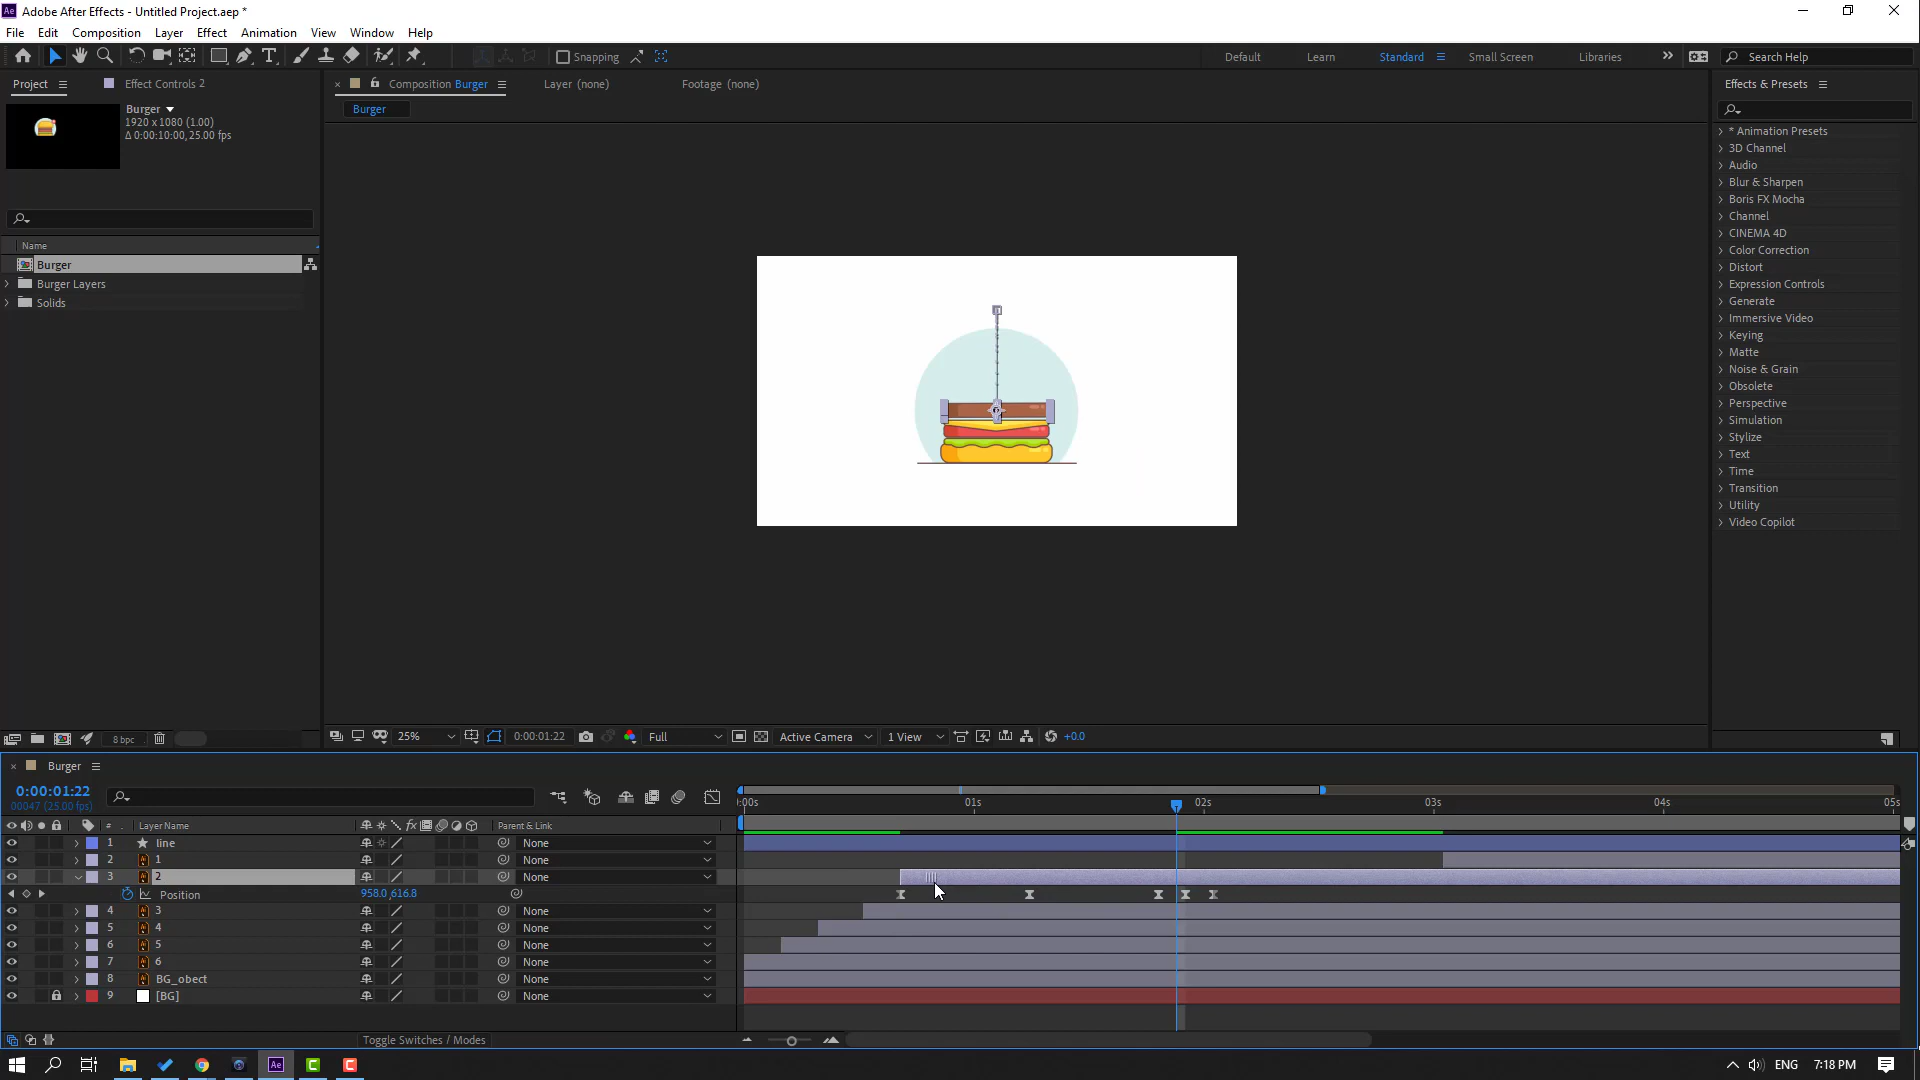 Ae Adobe After Effects - Untitled Project.aep *
File Edit Composition Layer Effect Animation View Window Help
Snapping Default Learn Standard Small Screen Libraries Search Help
Project Effect Controls 2 Composition Burger Layer (none) Footage (none) Effects & Presets
Burger
1920 x 1080 (1.00)
Δ 0:00:10:00, 25.00 fps
Burger
Name
Burger
Burger Layers
Solids
* Animation Presets
3D Channel
Audio
Blur & Sharpen
Boris FX Mocha
Channel
CINEMA 4D
Color Correction
Distort
Expression Controls
Generate
Immersive Video
Keying
Matte
Noise & Grain
Obsolete
Perspective
Simulation
Stylize
Text
Time
Transition
Utility
Video Copilot
8 bpc 25% 0:00:01:22 Full Active Camera 1 View +0.0
Burger
0:00:01:22
00047 (25.00 fps)
:00s 01s 02s 03s 04s 05s
# Layer Name fx Parent & Link
1 line None
2 1 None
3 2 None
Position 958.0,616.8
4 3 None
5 4 None
6 5 None
7 6 None
8 BG_obect None
9 [BG] None
Toggle Switches / Modes
Ae C C ENG 7:18 PM